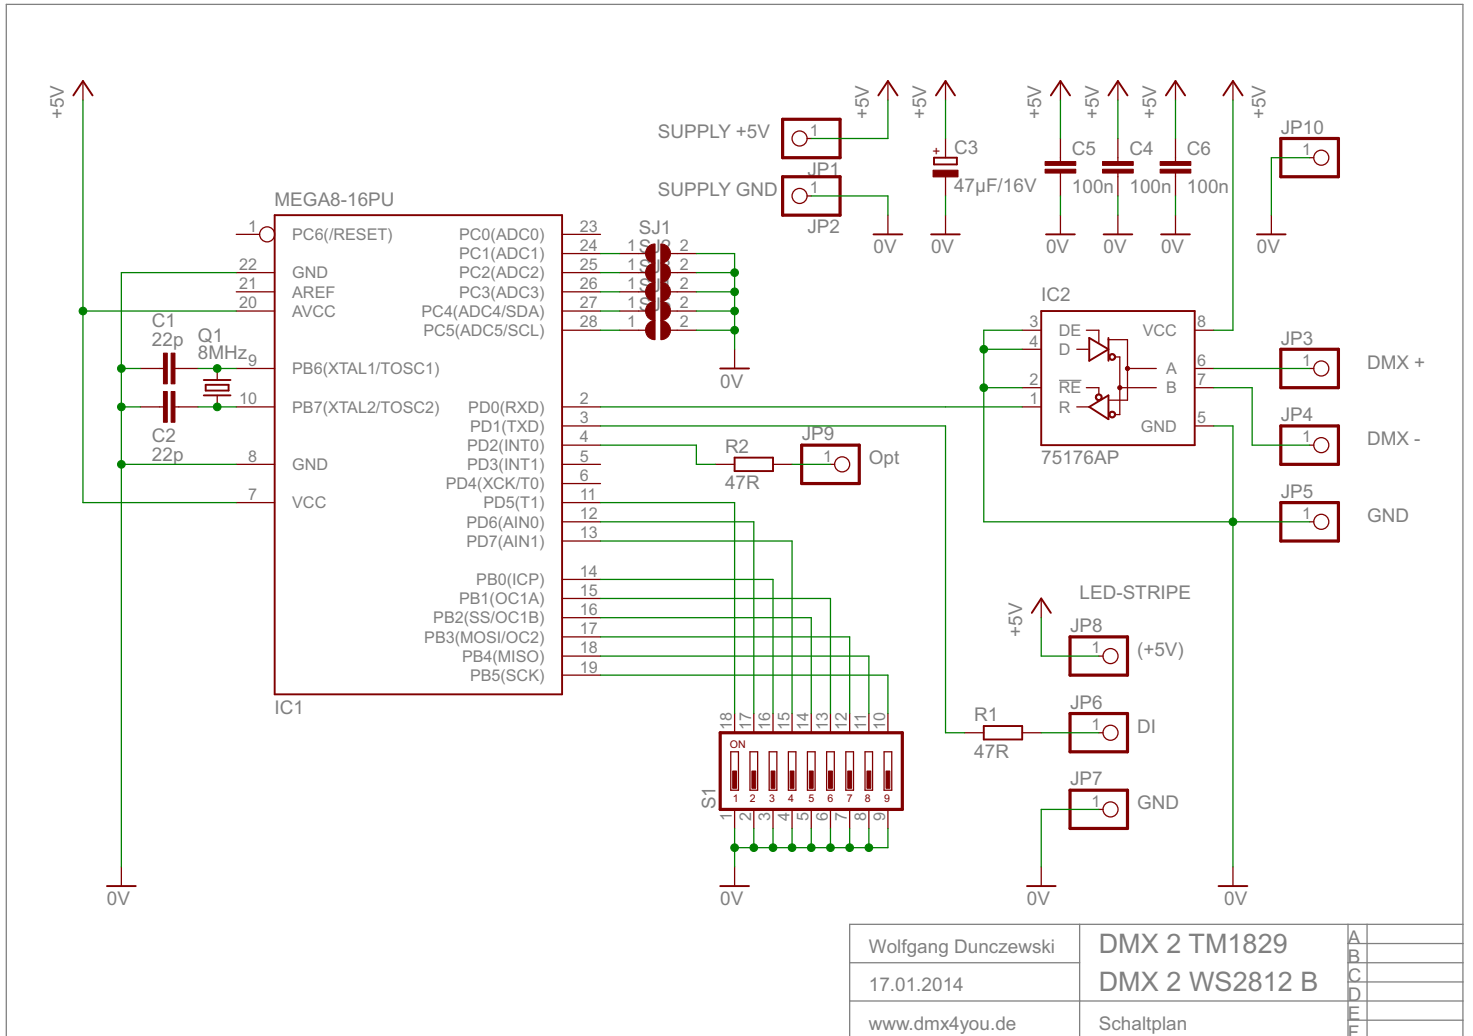 +5V
MEGA8-16PU
1 PC6(/RESET)
22 GND
21 AREF
20 AVCC
9 PB6(XTAL1/TOSC1)
10 PB7(XTAL2/TOSC2)
8 GND
7 VCC
C1
22p
Q1
8MHz
C2
22p
0V
PC0(ADC0) 23
PC1(ADC1) 24
PC2(ADC2) 25
PC3(ADC3) 26
PC4(ADC4/SDA) 27
PC5(ADC5/SCL) 28
PD0(RXD) 2
PD1(TXD) 3
PD2(INT0) 4
PD3(INT1) 5
PD4(XCK/T0) 6
PD5(T1) 11
PD6(AIN0) 12
PD7(AIN1) 13
PB0(ICP) 14
PB1(OC1A) 15
PB2(SS/OC1B) 16
PB3(MOSI/OC2) 17
PB4(MISO) 18
PB5(SCK) 19
IC1
SJ1
1 2
1 2
1 2
1 2
1 2
0V
SUPPLY +5V
1
JP1
SUPPLY GND
1
JP2
+5V
0V
+5V
+ C3
47µF/16V
0V
+5V
C5
100n
0V
+5V
C4
100n
0V
+5V
C6
100n
0V
+5V
JP10
1
0V
IC2
3 DE
4 D
2 RE
1 R
VCC 8
A 6
B 7
GND 5
75176AP
JP3
1
DMX +
JP4
1
DMX -
JP5
1
GND
0V
R2
47R
JP9
1
Opt
18 17 16 15 14 13 12 11 10
ON
1 2 3 4 5 6 7 8 9
S1
1 2 3 4 5 6 7 8 9
0V
LED-STRIPE
+5V
JP8
1
(+5V)
R1
47R
JP6
1
DI
JP7
1
GND
0V
Wolfgang Dunczewski
17.01.2014
www.dmx4you.de
DMX 2 TM1829
DMX 2 WS2812 B
Schaltplan
A
B
C
D
E
F